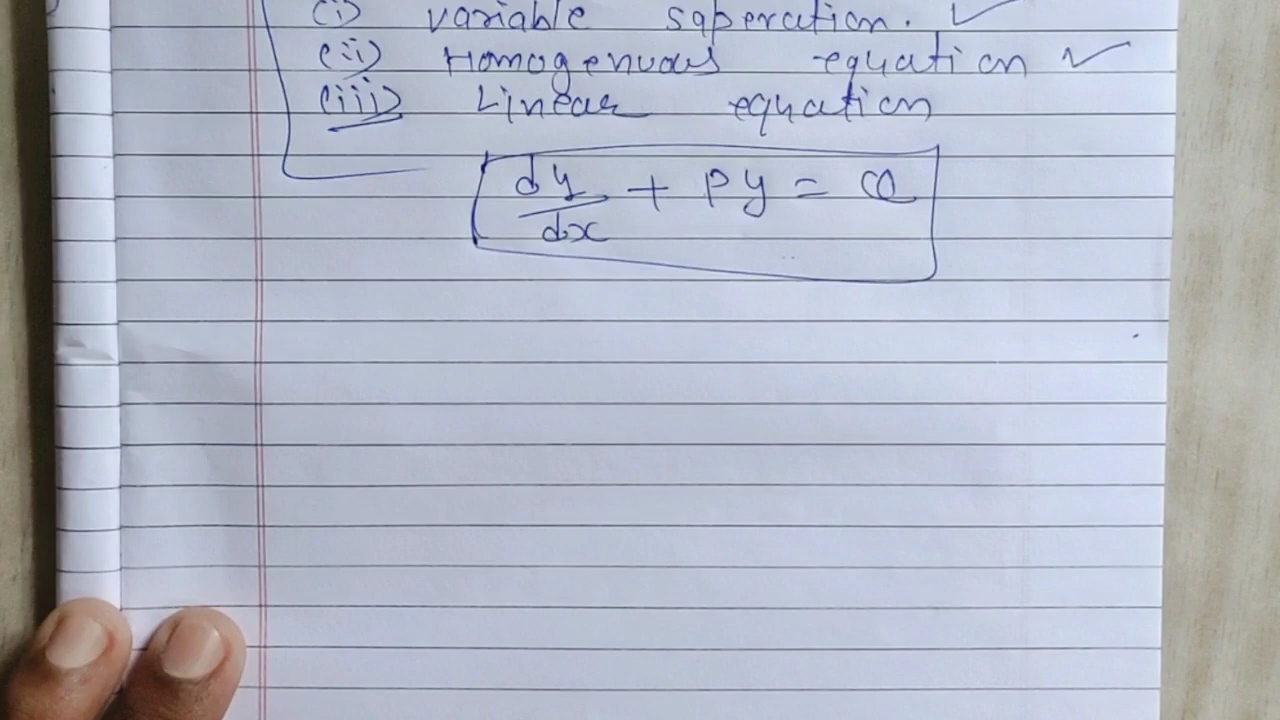 (i) variable saperation. ✓
(ii) Homogenuous equation ✓
(iii) Linear equation
dy/dx + py = Q